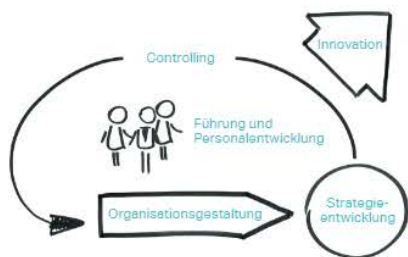 Innovation
Controlling
Führung und
Personalentwicklung
Organisationsgestaltung
Strategie-
entwicklung